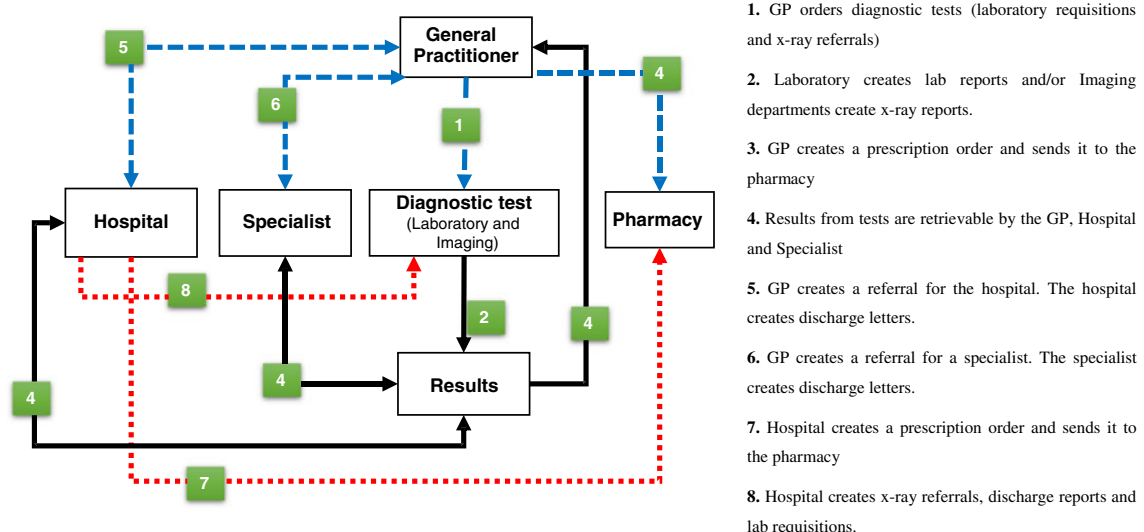 General
Practitioner
5
4
6
1
Hospital
Specialist
Diagnostic test
(Laboratory and
Imaging)
Pharmacy
8
2
4
4
Results
4
7
1. GP orders diagnostic tests (laboratory requisitions
and x-ray referrals)
2. Laboratory creates lab reports and/or Imaging
departments create x-ray reports.
3. GP creates a prescription order and sends it to the
pharmacy
4. Results from tests are retrievable by the GP, Hospital
and Specialist
5. GP creates a referral for the hospital. The hospital
creates discharge letters.
6. GP creates a referral for a specialist. The specialist
creates discharge letters.
7. Hospital creates a prescription order and sends it to
the pharmacy
8. Hospital creates x-ray referrals, discharge reports and
lab requisitions.